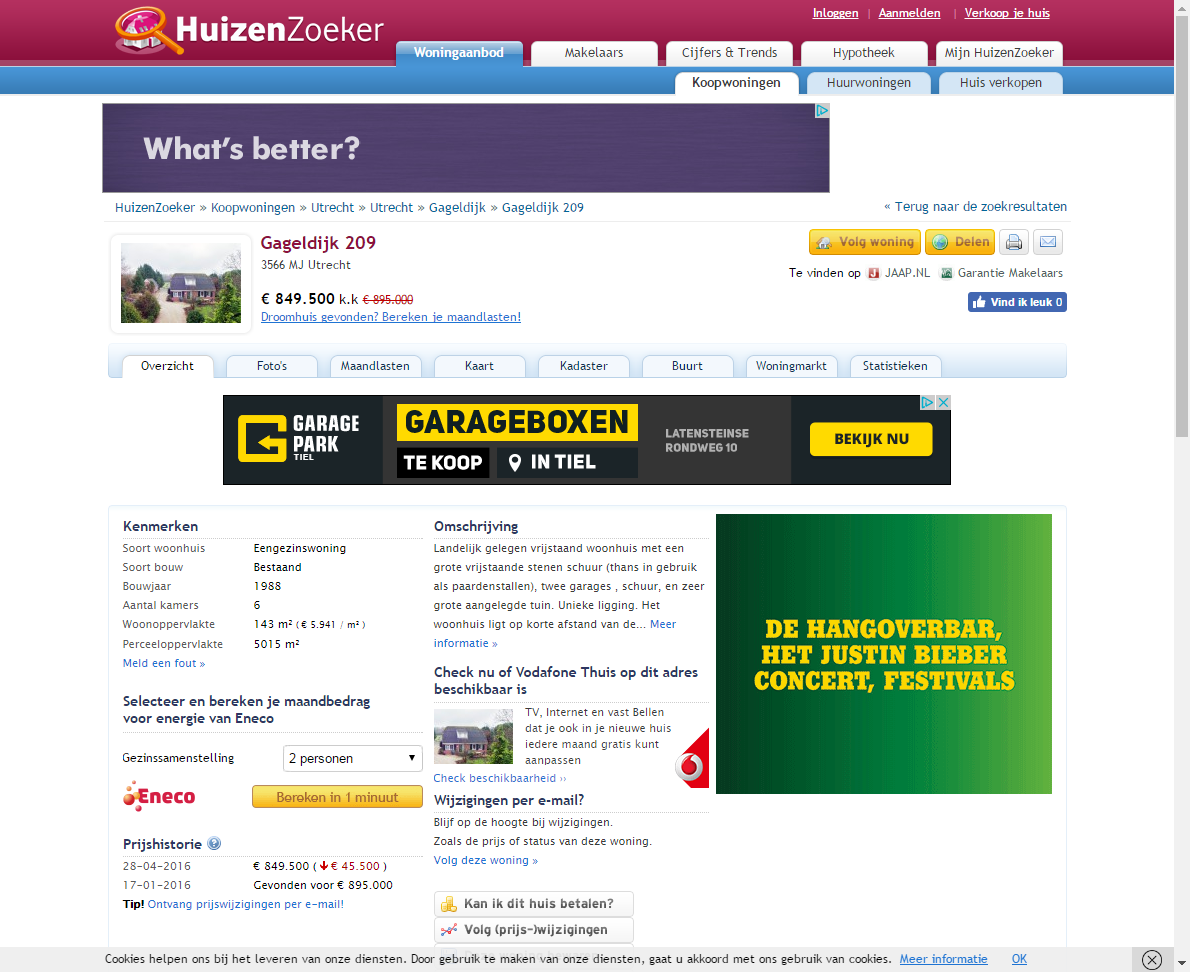 HuizenZoeker
Inloggen | Aanmelden | Verkoop je huis
Woningaanbod Makelaars Cijfers & Trends Hypotheek Mijn HuizenZoeker
Koopwoningen Huurwoningen Huis verkopen
What's better?
HuizenZoeker » Koopwoningen » Utrecht » Utrecht » Gageldijk » Gageldijk 209
« Terug naar de zoekresultaten
Gageldijk 209
3566 MJ Utrecht
€ 849.500 k.k € 895.000
Droomhuis gevonden? Bereken je maandlasten!
Volg woning Delen
Te vinden op JAAP.NL Garantie Makelaars
Vind ik leuk 0
Overzicht Foto's Maandlasten Kaart Kadaster Buurt Woningmarkt Statistieken
GARAGE
PARK
TIEL
GARAGEBOXEN
TE KOOP IN TIEL
LATENSTEINSE
RONDWEG 10
BEKIJK NU
Kenmerken
Soort woonhuis Eengezinswoning
Soort bouw Bestaand
Bouwjaar 1988
Aantal kamers 6
Woonoppervlakte 143 m² ( € 5.941 / m² )
Perceeloppervlakte 5015 m²
Meld een fout »
Selecteer en bereken je maandbedrag
voor energie van Eneco
Gezinssamenstelling 2 personen
Eneco Bereken in 1 minuut
Prijshistorie ?
28-04-2016 € 849.500 ( € 45.500 )
17-01-2016 Gevonden voor € 895.000
Tip! Ontvang prijswijzigingen per e-mail!
Omschrijving
Landelijk gelegen vrijstaand woonhuis met een
grote vrijstaande stenen schuur (thans in gebruik
als paardenstallen), twee garages , schuur, en zeer
grote aangelegde tuin. Unieke ligging. Het
woonhuis ligt op korte afstand van de... Meer
informatie »
Check nu of Vodafone Thuis op dit adres
beschikbaar is
TV, Internet en vast Bellen
dat je ook in je nieuwe huis
iedere maand gratis kunt
aanpassen
Check beschikbaarheid ››
Wijzigingen per e-mail?
Blijf op de hoogte bij wijzigingen.
Zoals de prijs of status van deze woning.
Volg deze woning »
Kan ik dit huis betalen?
Volg (prijs-)wijzigingen
DE HANGOVERBAR,
HET JUSTIN BIEBER
CONCERT, FESTIVALS
Cookies helpen ons bij het leveren van onze diensten. Door gebruik te maken van onze diensten, gaat u akkoord met ons gebruik van cookies. Meer informatie OK